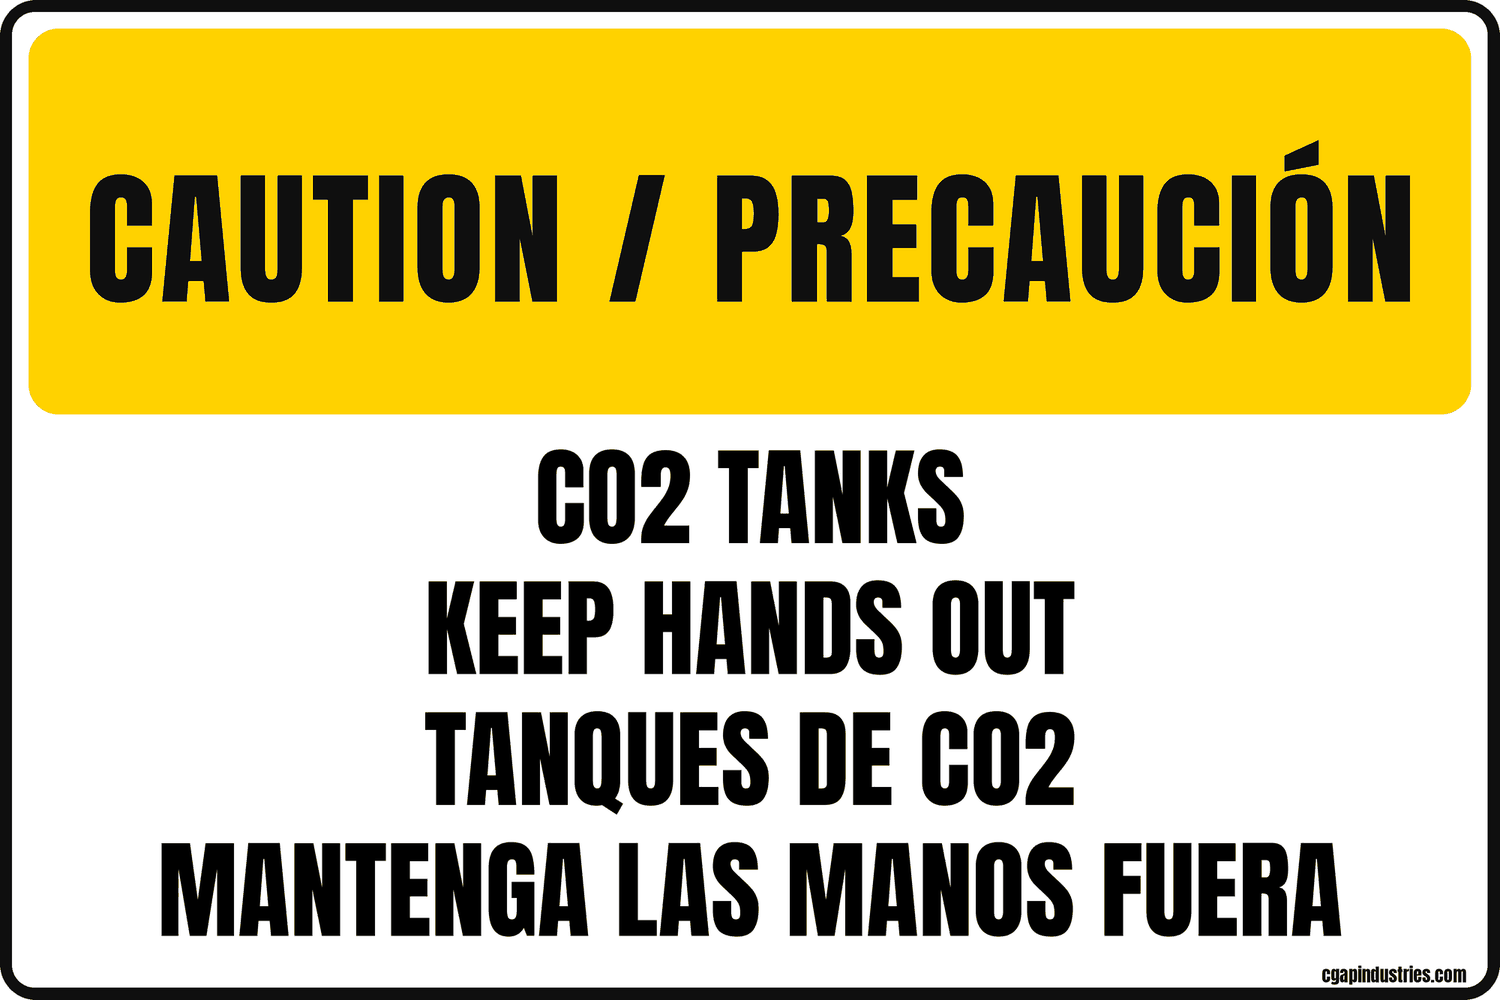 CAUTION / PRECAUCIÓN
CO2 TANKS
KEEP HANDS OUT
TANQUES DE CO2
MANTENGA LAS MANOS FUERA
cgapindustries.com